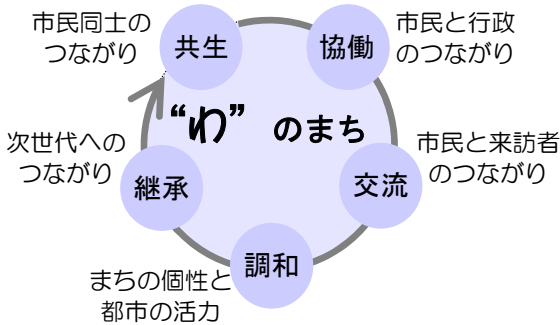 市民同士の
つながり
共生
協働
市民と行政
のつながり
“わ” のまち
次世代への
つながり
継承
交流
市民と来訪者
のつながり
調和
まちの個性と
都市の活力